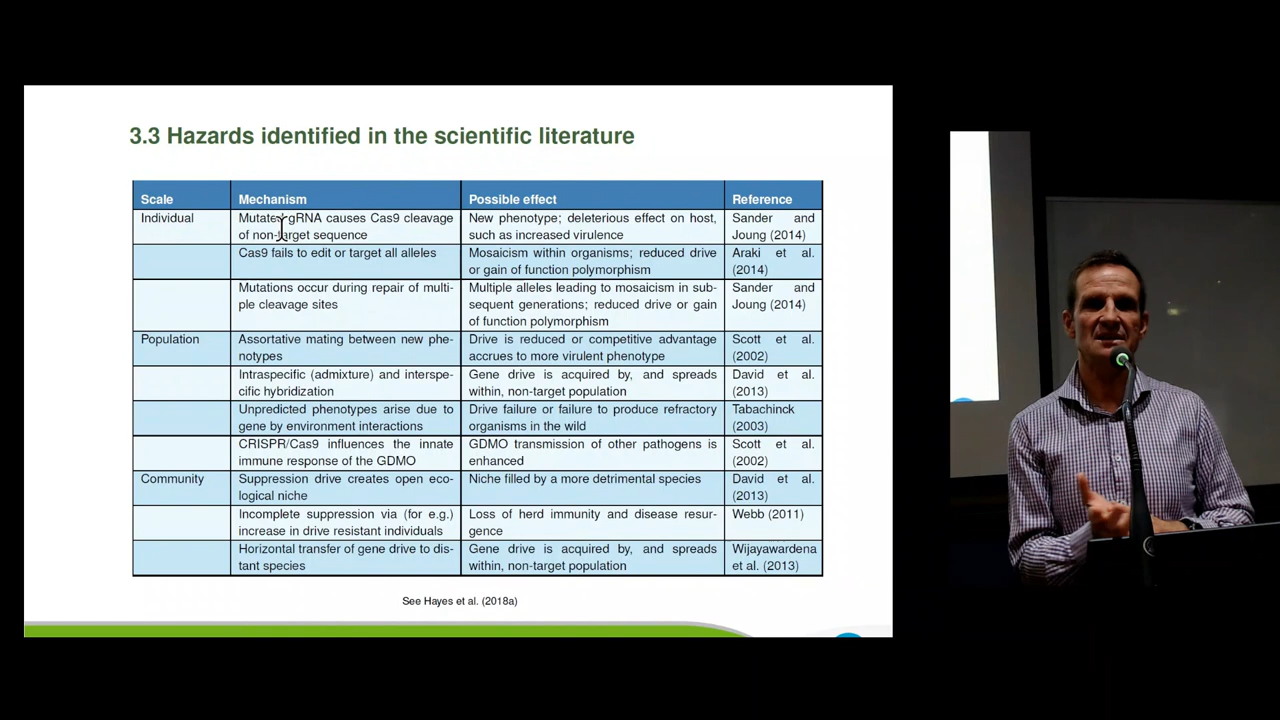 3.3 Hazards identified in the scientific literature
Scale Mechanism Possible effect Reference
Individual Mutated gRNA causes Cas9 cleavage New phenotype; deleterious effect on host, Sander and
of non-target sequence such as increased virulence Joung (2014)
Cas9 fails to edit or target all alleles Mosaicism within organisms; reduced drive Araki et al.
or gain of function polymorphism (2014)
Mutations occur during repair of multi- Multiple alleles leading to mosaicism in sub- Sander and
ple cleavage sites sequent generations; reduced drive or gain Joung (2014)
of function polymorphism
Population Assortative mating between new phe- Drive is reduced or competitive advantage Scott et al.
notypes accrues to more virulent phenotype (2002)
Intraspecific (admixture) and interspe- Gene drive is acquired by, and spreads David et al.
cific hybridization within, non-target population (2013)
Unpredicted phenotypes arise due to Drive failure or failure to produce refractory Tabachinck
gene by environment interactions organisms in the wild (2003)
CRISPR/Cas9 influences the innate GDMO transmission of other pathogens is Scott et al.
immune response of the GDMO enhanced (2002)
Community Suppression drive creates open eco- Niche filled by a more detrimental species David et al.
logical niche (2013)
Incomplete suppression via (for e.g.) Loss of herd immunity and disease resur- Webb (2011)
increase in drive resistant individuals gence
Horizontal transfer of gene drive to dis- Gene drive is acquired by, and spreads Wijayawardena
tant species within, non-target population et al. (2013)
See Hayes et al. (2018a)